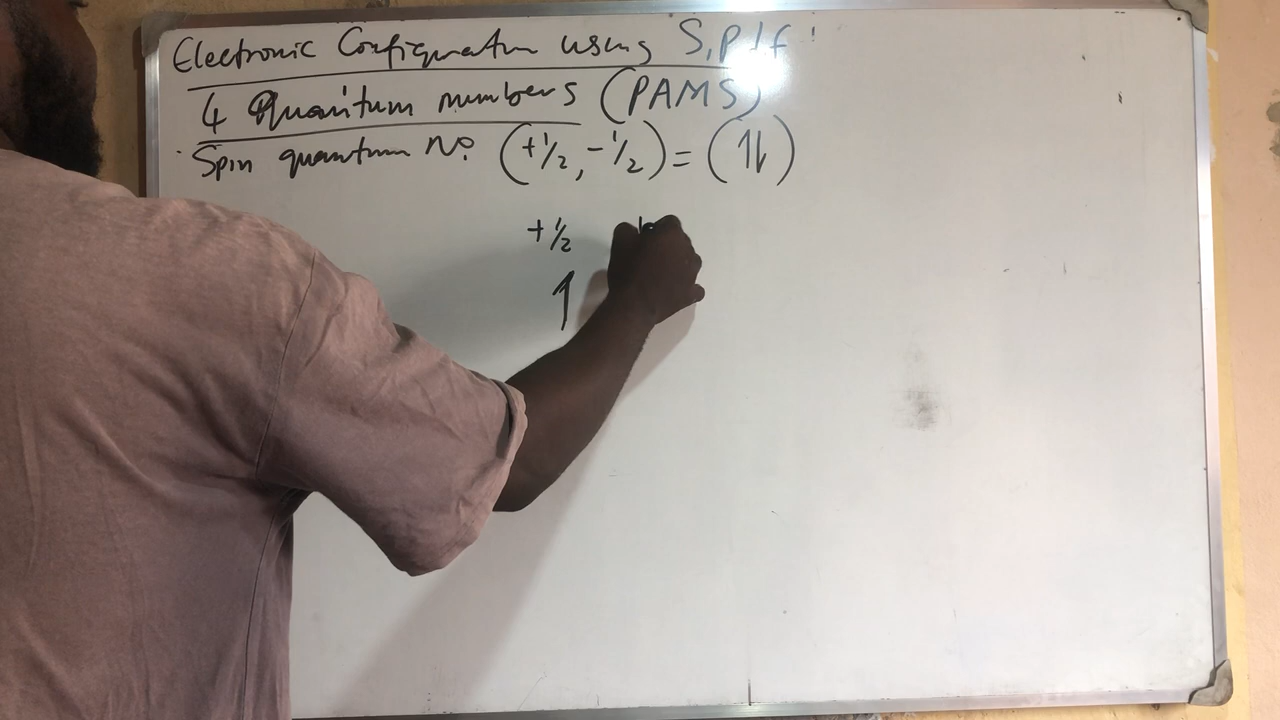 Electronic Configuration using S,P d f
4 Quantum numbers (PAMS)
Spin quantum No (+1/2, -1/2) = (↿⇂)
+1/2
↿